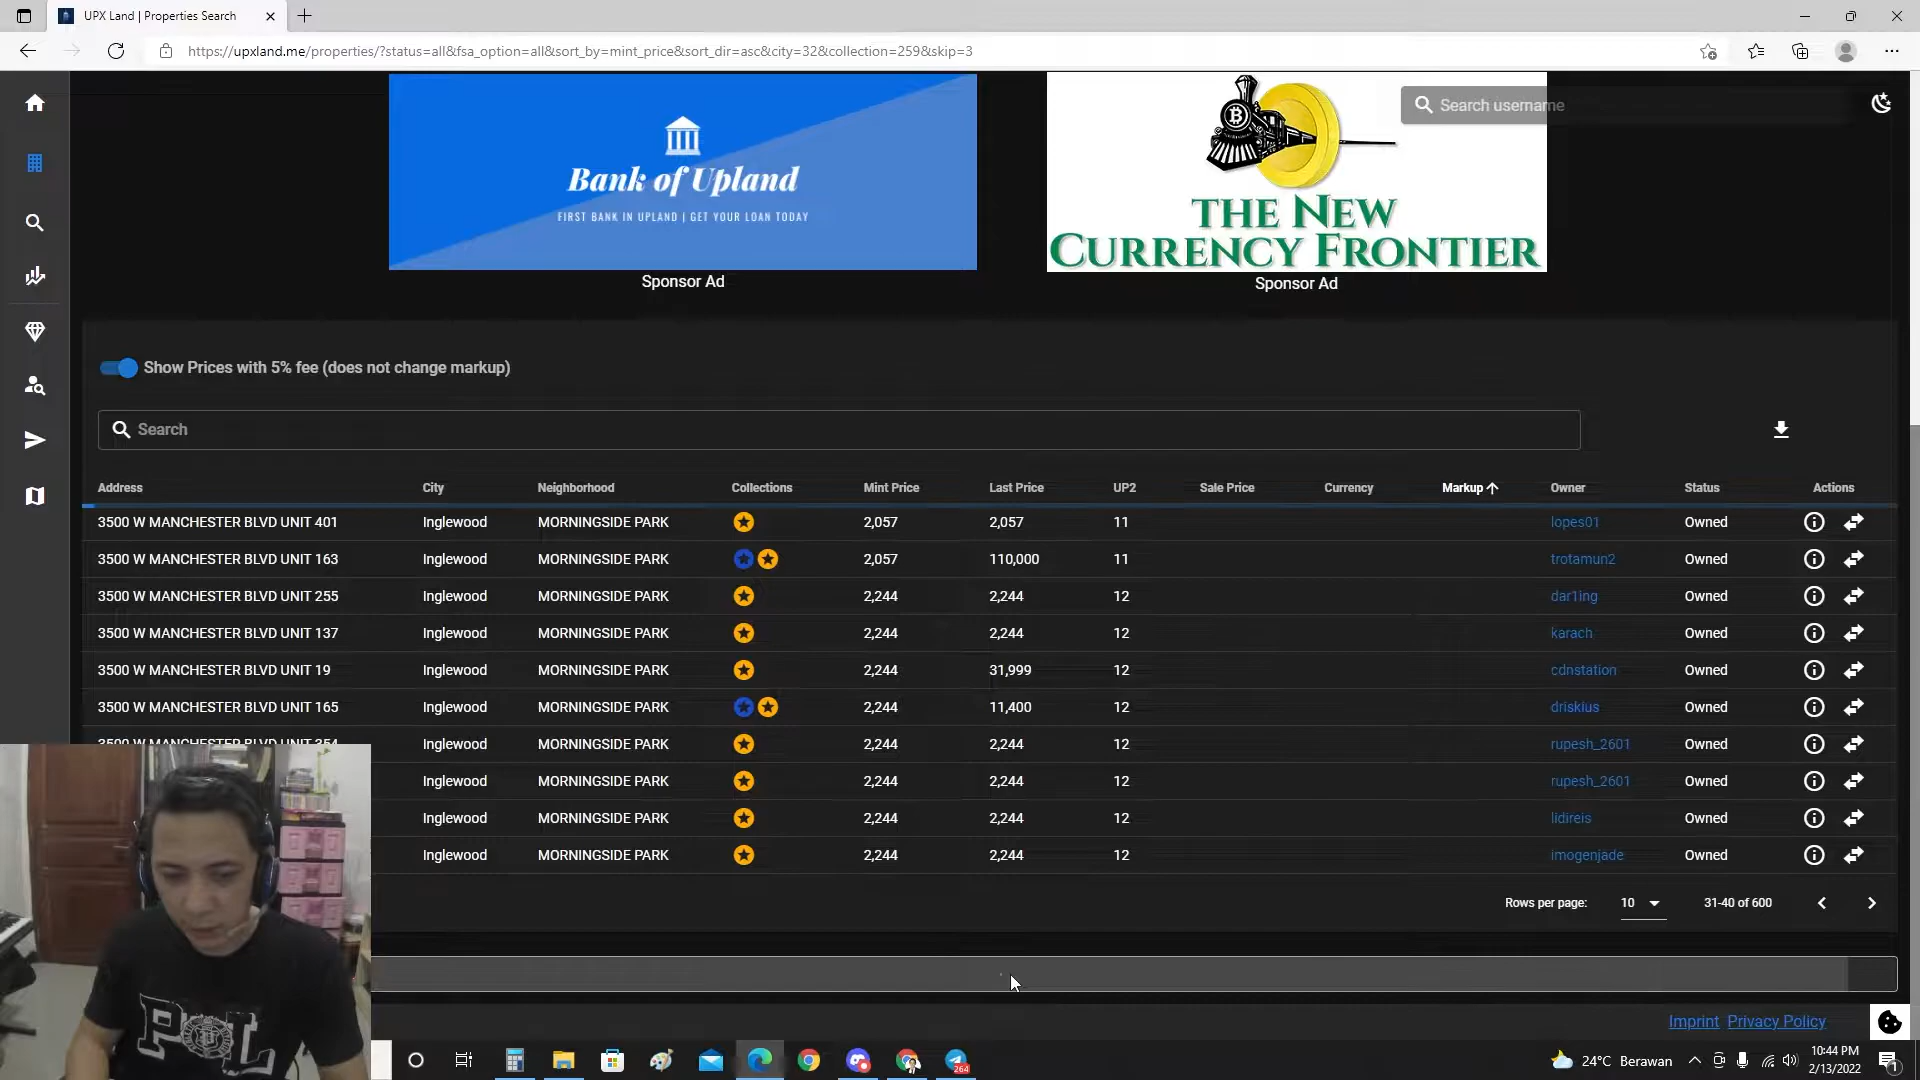 UPX Land | Properties Search
https://upxland.me/properties/?status=all&fsa_option=all&sort_by=mint_price&sort_dir=asc&city=32&collection=259&skip=3
Bank of Upland
FIRST BANK IN UPLAND | GET YOUR LOAN TODAY
Sponsor Ad
THE NEW
CURRENCY FRONTIER
Sponsor Ad
Search username
Show Prices with 5% fee (does not change markup)
Search
Address City Neighborhood Collections Mint Price Last Price UP2 Sale Price Currency Markup Owner Status Actions
3500 W MANCHESTER BLVD UNIT 401 Inglewood MORNINGSIDE PARK 2,057 2,057 11 lopes01 Owned
3500 W MANCHESTER BLVD UNIT 163 Inglewood MORNINGSIDE PARK 2,057 110,000 11 trotamun2 Owned
3500 W MANCHESTER BLVD UNIT 255 Inglewood MORNINGSIDE PARK 2,244 2,244 12 dar1ing Owned
3500 W MANCHESTER BLVD UNIT 137 Inglewood MORNINGSIDE PARK 2,244 2,244 12 karach Owned
3500 W MANCHESTER BLVD UNIT 19 Inglewood MORNINGSIDE PARK 2,244 31,999 12 cdnstation Owned
3500 W MANCHESTER BLVD UNIT 165 Inglewood MORNINGSIDE PARK 2,244 11,400 12 driskius Owned
3500 W MANCHESTER BLVD UNIT 354 Inglewood MORNINGSIDE PARK 2,244 2,244 12 rupesh_2601 Owned
Inglewood MORNINGSIDE PARK 2,244 2,244 12 rupesh_2601 Owned
Inglewood MORNINGSIDE PARK 2,244 2,244 12 lidireis Owned
Inglewood MORNINGSIDE PARK 2,244 2,244 12 imogenjade Owned
Rows per page: 10 31-40 of 600
Imprint Privacy Policy
264
24°C Berawan
10:44 PM
2/13/2022
1